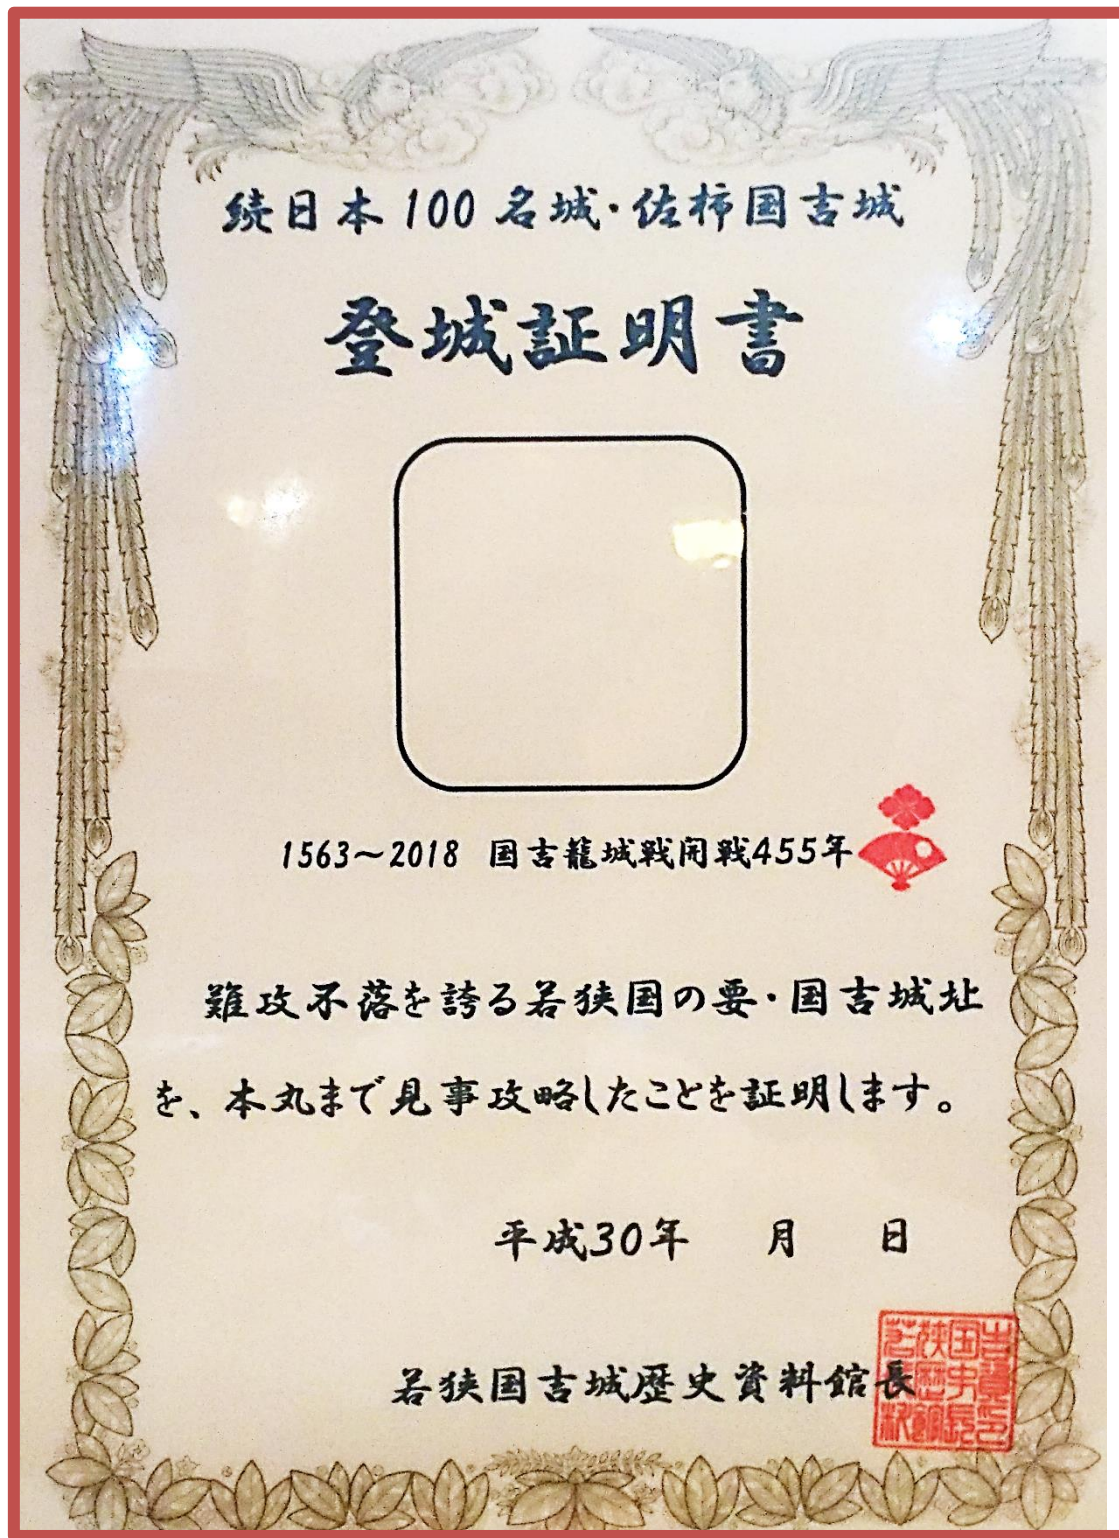 続日本100名城・佐柿国吉城
登城証明書
1563～2018 国吉籠城戦開戦455年
難攻不落を誇る若狭国の要・国吉城址
を、本丸まで見事攻略したことを証明します。
平成30年 月 日
若狭国吉城歴史資料館長